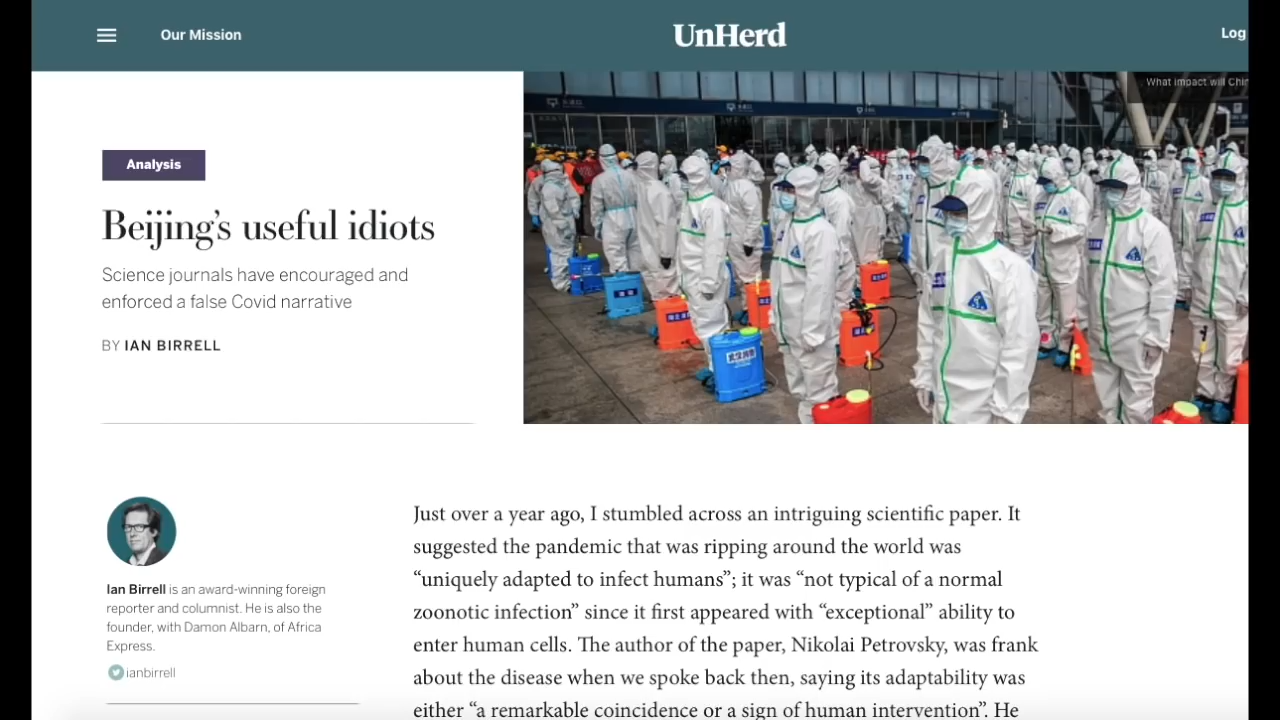 Our Mission
UnHerd
Log
What impact will Chin
Analysis
Beijing’s useful idiots
Science journals have encouraged and
enforced a false Covid narrative
BY IAN BIRRELL
武汉消毒
Ian Birrell is an award-winning foreign
reporter and columnist. He is also the
founder, with Damon Albarn, of Africa
Express.
ianbirrell
Just over a year ago, I stumbled across an intriguing scientific paper. It
suggested the pandemic that was ripping around the world was
“uniquely adapted to infect humans”; it was “not typical of a normal
zoonotic infection” since it first appeared with “exceptional” ability to
enter human cells. The author of the paper, Nikolai Petrovsky, was frank
about the disease when we spoke back then, saying its adaptability was
either “a remarkable coincidence or a sign of human intervention”. He